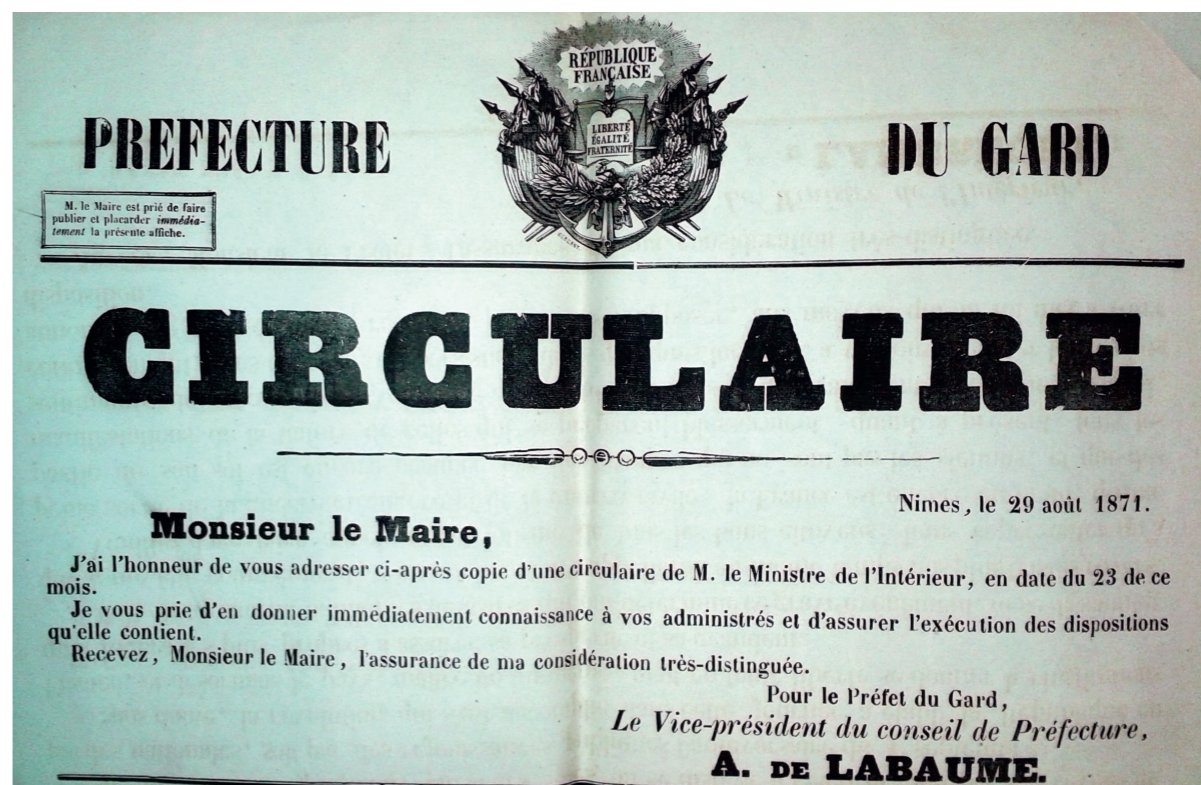 RÉPUBLIQUE
FRANÇAISE
LIBERTÉ
ÉGALITÉ
FRATERNITÉ
PREFECTURE DU GARD
M. le Maire est prié de faire
publier et placarder immédia-
tement la présente affiche.
CIRCULAIRE
Nimes, le 29 août 1871.
Monsieur le Maire,
J'ai l'honneur de vous adresser ci-après copie d'une circulaire de M. le Ministre de l'Intérieur, en date du 23 de ce
mois.
Je vous prie d'en donner immédiatement connaissance à vos administrés et d'assurer l'exécution des dispositions
qu'elle contient.
Recevez, Monsieur le Maire, l'assurance de ma considération très-distinguée.
Pour le Préfet du Gard,
Le Vice-président du conseil de Préfecture,
A. DE LABAUME.